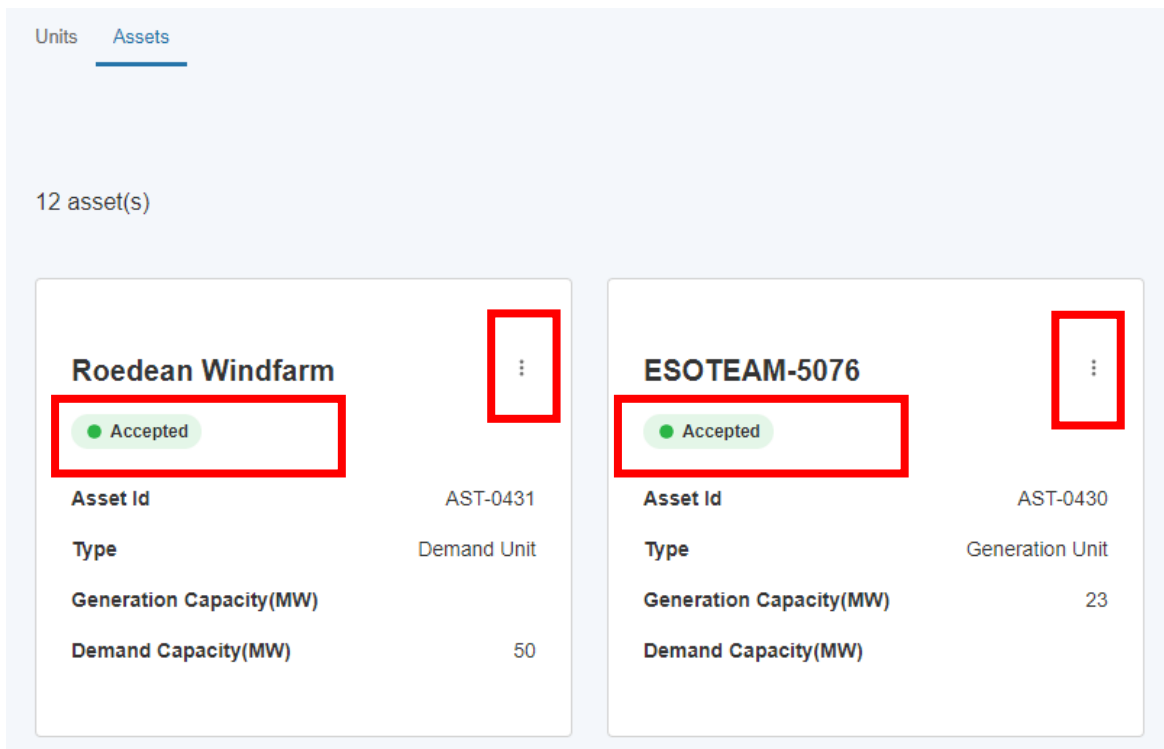 Units Assets
12 asset(s)
Roedean Windfarm
Accepted
Asset Id AST-0431
Type Demand Unit
Generation Capacity(MW)
Demand Capacity(MW) 50
ESOTEAM-5076
Accepted
Asset Id AST-0430
Type Generation Unit
Generation Capacity(MW) 23
Demand Capacity(MW)